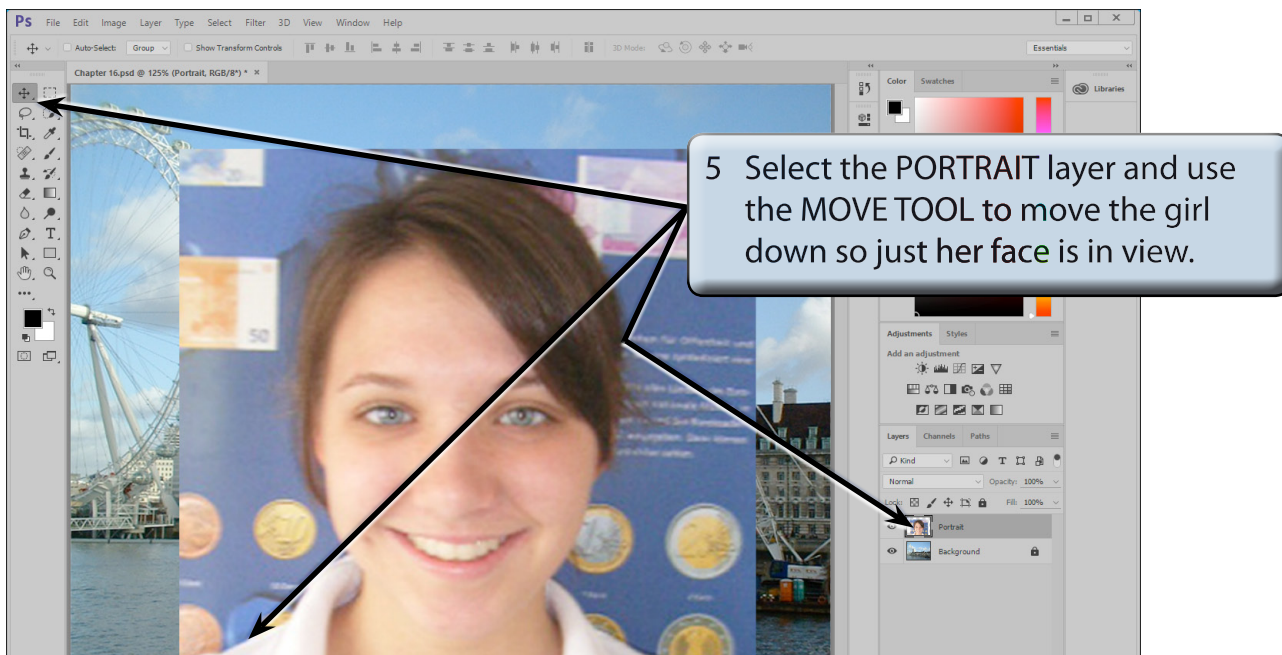 Ps File Edit Image Layer Type Select Filter 3D View Window Help
Auto-Select: Group Show Transform Controls 3D Mode: Essentials
Chapter 16.psd @ 125% (Portrait, RGB/8*) * ×
Color Swatches
Libraries
5 Select the PORTRAIT layer and use
the MOVE TOOL to move the girl
down so just her face is in view.
20
50
Adjustments Styles
Add an adjustment
Layers Channels Paths
Kind
Normal Opacity: 100%
Lock: Fill: 100%
Portrait
Background